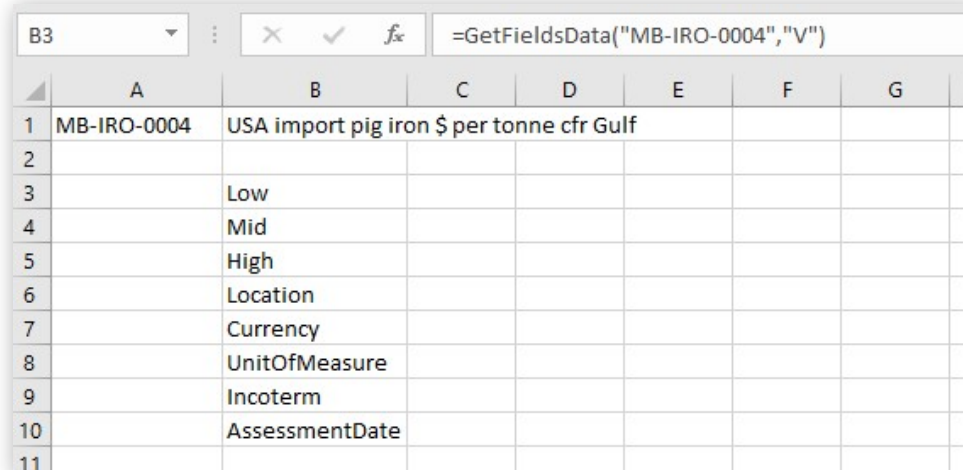 B3 fx =GetFieldsData("MB-IRO-0004","V")
A B C D E F G
1 MB-IRO-0004 USA import pig iron $ per tonne cfr Gulf
2
3 Low
4 Mid
5 High
6 Location
7 Currency
8 UnitOfMeasure
9 Incoterm
10 AssessmentDate
11